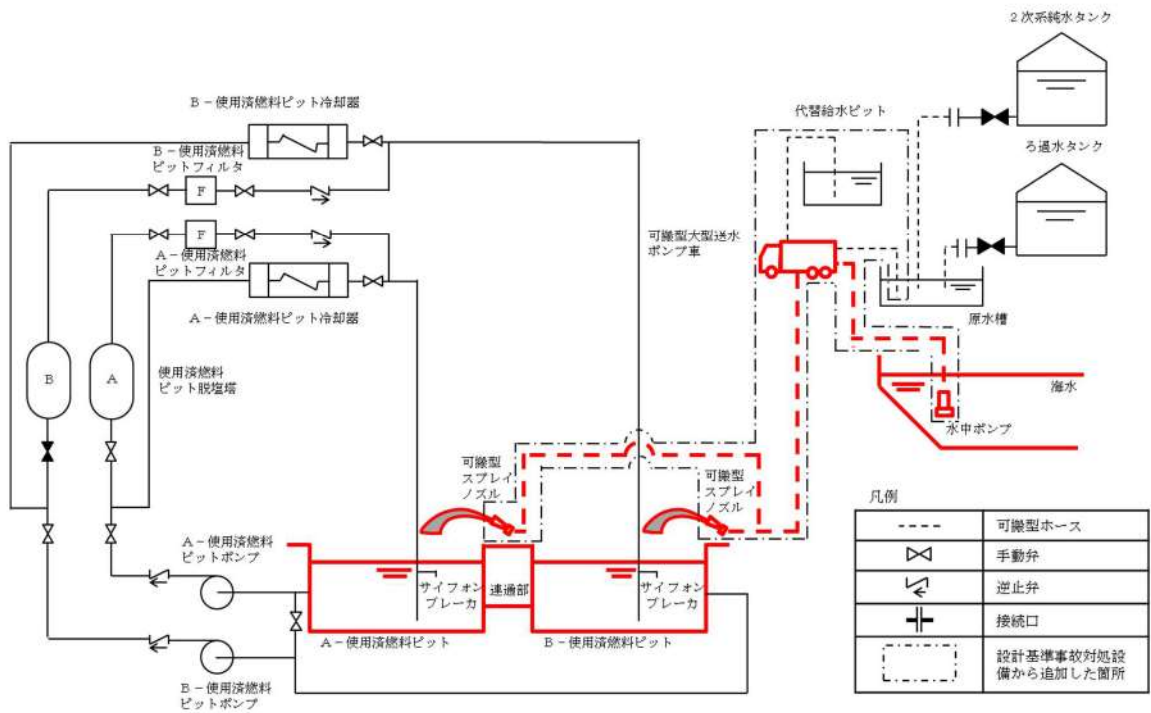 2次系純水タンク
B-使用済燃料ピット冷却器
代替給水ピット
B-使用済燃料
ピットフィルタ
F
ろ過水タンク
F
A-使用済燃料
ピットフィルタ
可搬型大型送水
ポンプ車
A-使用済燃料ピット冷却器
原水槽
B
A
使用済燃料
ピット脱塩塔
海水
水中ポンプ
可搬型
スプレイ
ノズル
可搬型
スプレイ
ノズル
A-使用済燃料
ピットポンプ
サイフォン
ブレーカ
連通部
サイフォン
ブレーカ
A-使用済燃料ピット
B-使用済燃料ピット
B-使用済燃料
ピットポンプ
凡例
可搬型ホース
手動弁
逆止弁
接続口
設計基準事故対処設
備から追加した箇所